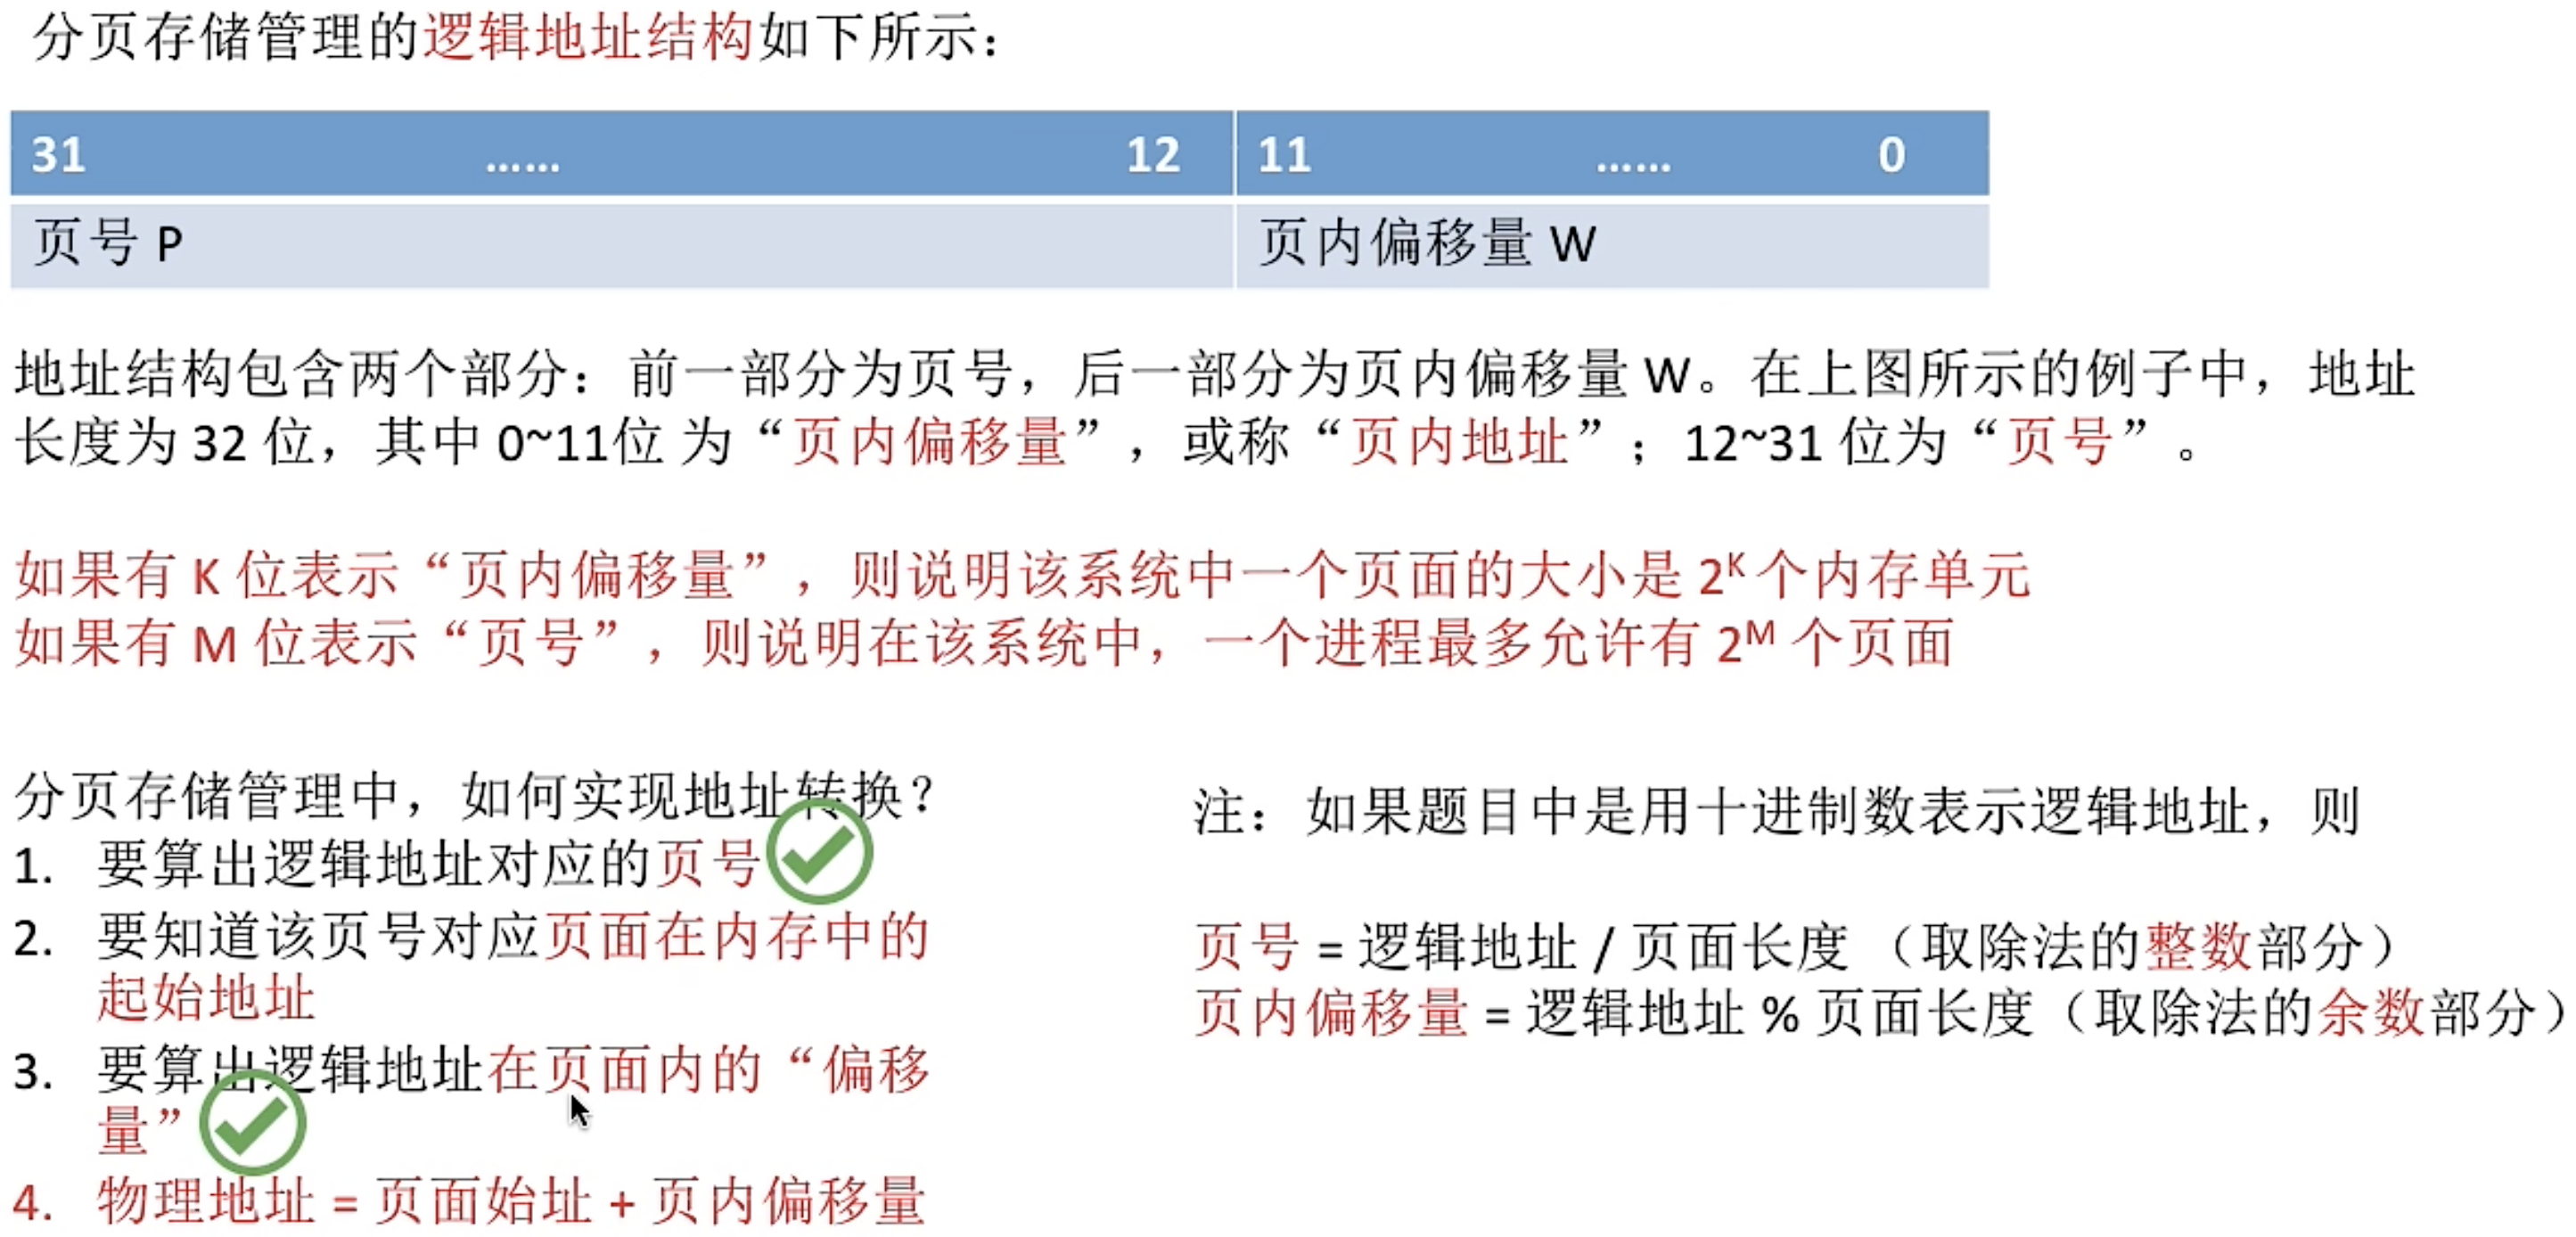 分页存储管理的逻辑地址结构如下所示：
31 …… 12 11 …… 0
页号 P 页内偏移量 W
地址结构包含两个部分：前一部分为页号，后一部分为页内偏移量 W。在上图所示的例子中，地址
长度为 32 位，其中 0~11位 为“页内偏移量”，或称“页内地址”；12~31 位为“页号”。
如果有 K 位表示“页内偏移量”，则说明该系统中一个页面的大小是 2ᴷ 个内存单元
如果有 M 位表示“页号”，则说明在该系统中，一个进程最多允许有 2ᴹ 个页面
分页存储管理中，如何实现地址转换？
1. 要算出逻辑地址对应的页号
2. 要知道该页号对应页面在内存中的
起始地址
3. 要算出逻辑地址在页面内的“偏移
量”
4. 物理地址 = 页面始址 + 页内偏移量
注：如果题目中是用十进制数表示逻辑地址，则
页号 = 逻辑地址 / 页面长度 （取除法的整数部分）
页内偏移量 = 逻辑地址 % 页面长度（取除法的余数部分）